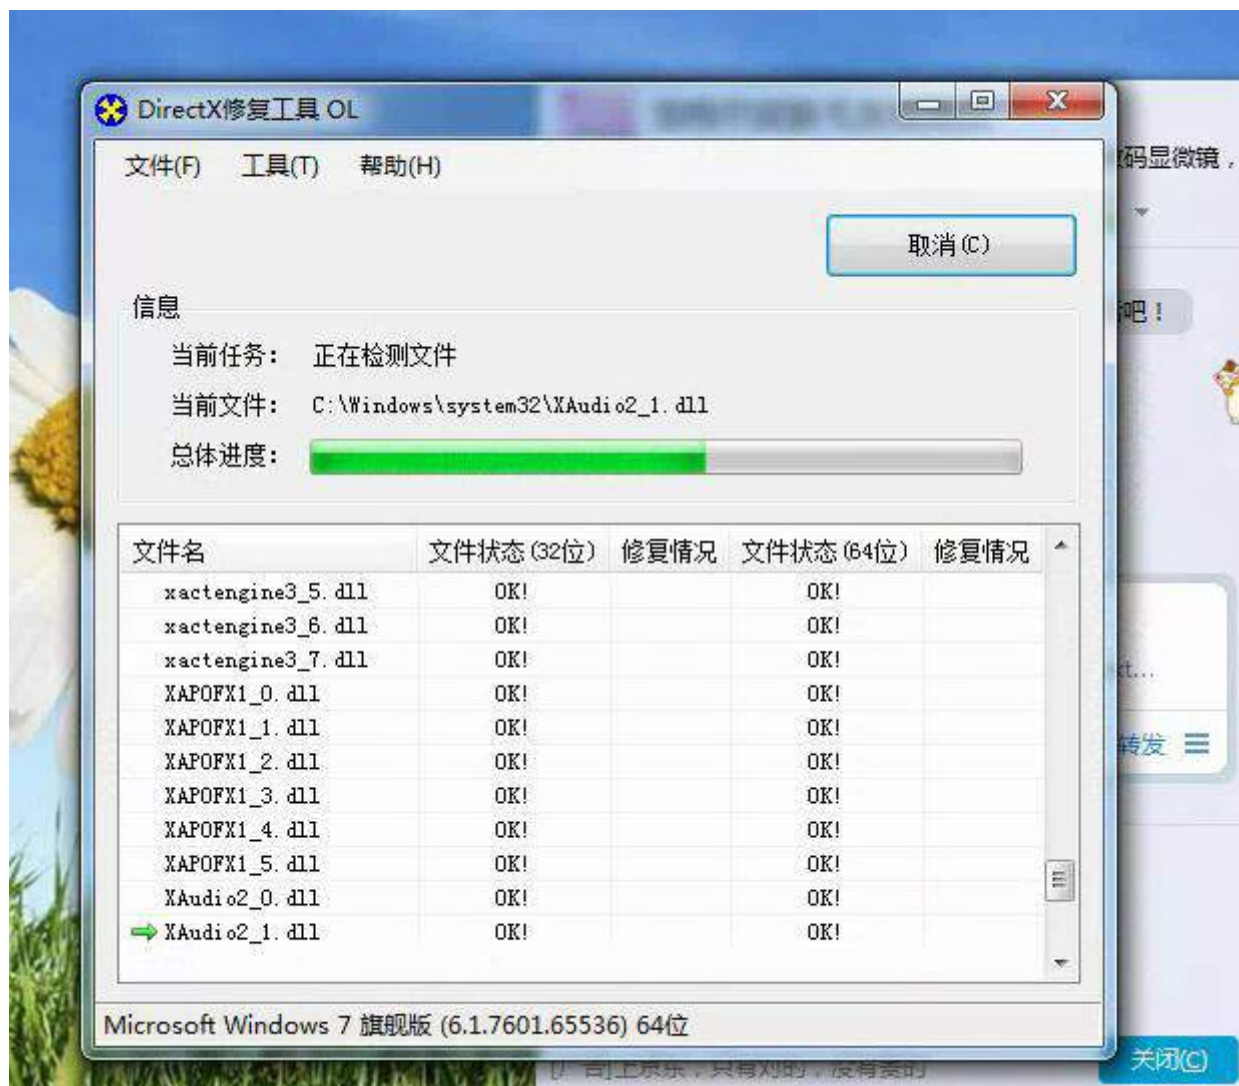 DirectX修复工具 OL
文件(F) 工具(T) 帮助(H)
码显微镜，
取消(C)
信息
吧！
当前任务： 正在检测文件
当前文件： C:\Windows\system32\XAudio2_1.dll
总体进度：
文件名 文件状态(32位) 修复情况 文件状态(64位) 修复情况
xactengine3_5.dll OK! OK!
xactengine3_6.dll OK! OK!
xactengine3_7.dll OK! OK!
XAPOFX1_0.dll OK! OK!
XAPOFX1_1.dll OK! OK!
转发
XAPOFX1_2.dll OK! OK!
XAPOFX1_3.dll OK! OK!
XAPOFX1_4.dll OK! OK!
XAPOFX1_5.dll OK! OK!
XAudio2_0.dll OK! OK!
XAudio2_1.dll OK! OK!
Microsoft Windows 7 旗舰版 (6.1.7601.65536) 64位
关闭(C)